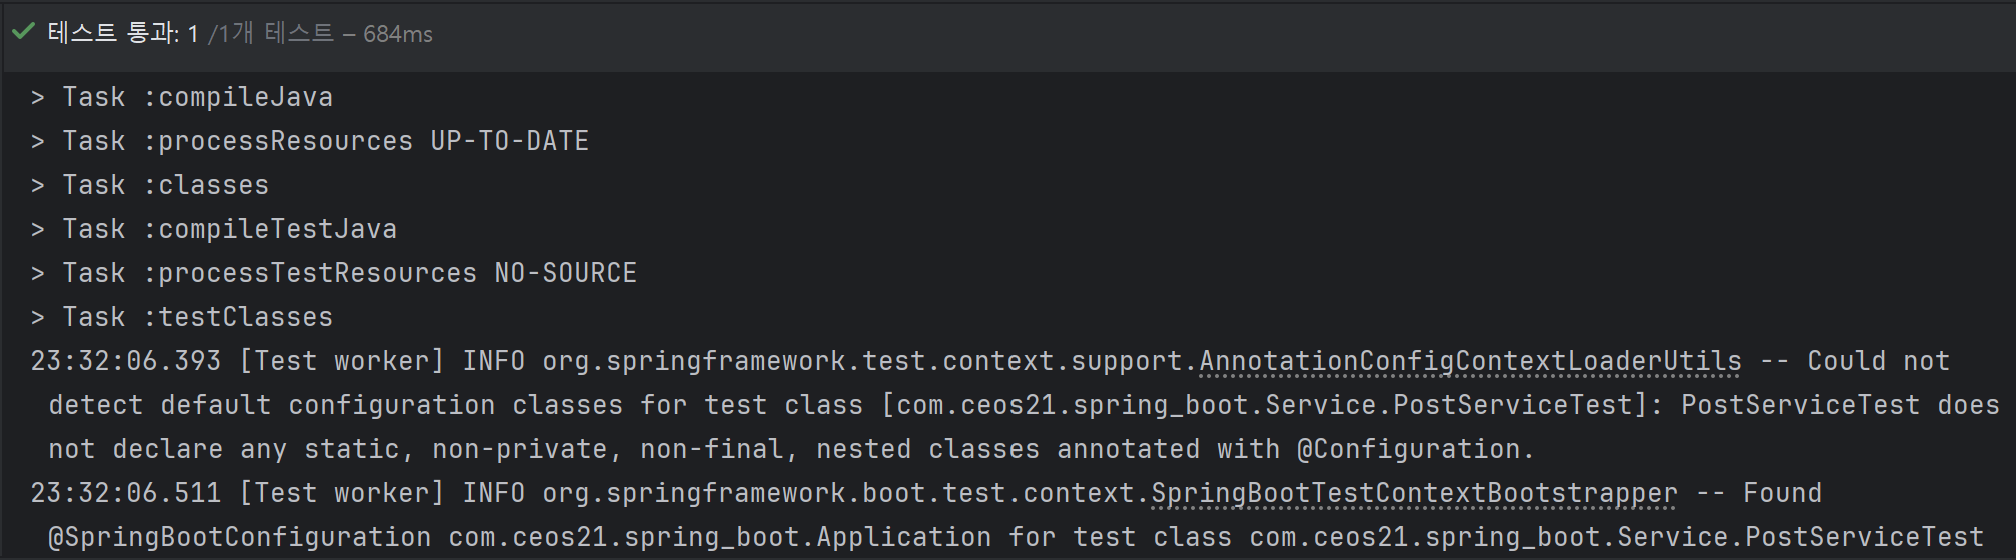 테스트 통과: 1 /1개 테스트 – 684ms
> Task :compileJava
> Task :processResources UP-TO-DATE
> Task :classes
> Task :compileTestJava
> Task :processTestResources NO-SOURCE
> Task :testClasses
23:32:06.393 [Test worker] INFO org.springframework.test.context.support.AnnotationConfigContextLoaderUtils -- Could not
detect default configuration classes for test class [com.ceos21.spring_boot.Service.PostServiceTest]: PostServiceTest does
not declare any static, non-private, non-final, nested classes annotated with @Configuration.
23:32:06.511 [Test worker] INFO org.springframework.boot.test.context.SpringBootTestContextBootstrapper -- Found
@SpringBootConfiguration com.ceos21.spring_boot.Application for test class com.ceos21.spring_boot.Service.PostServiceTest